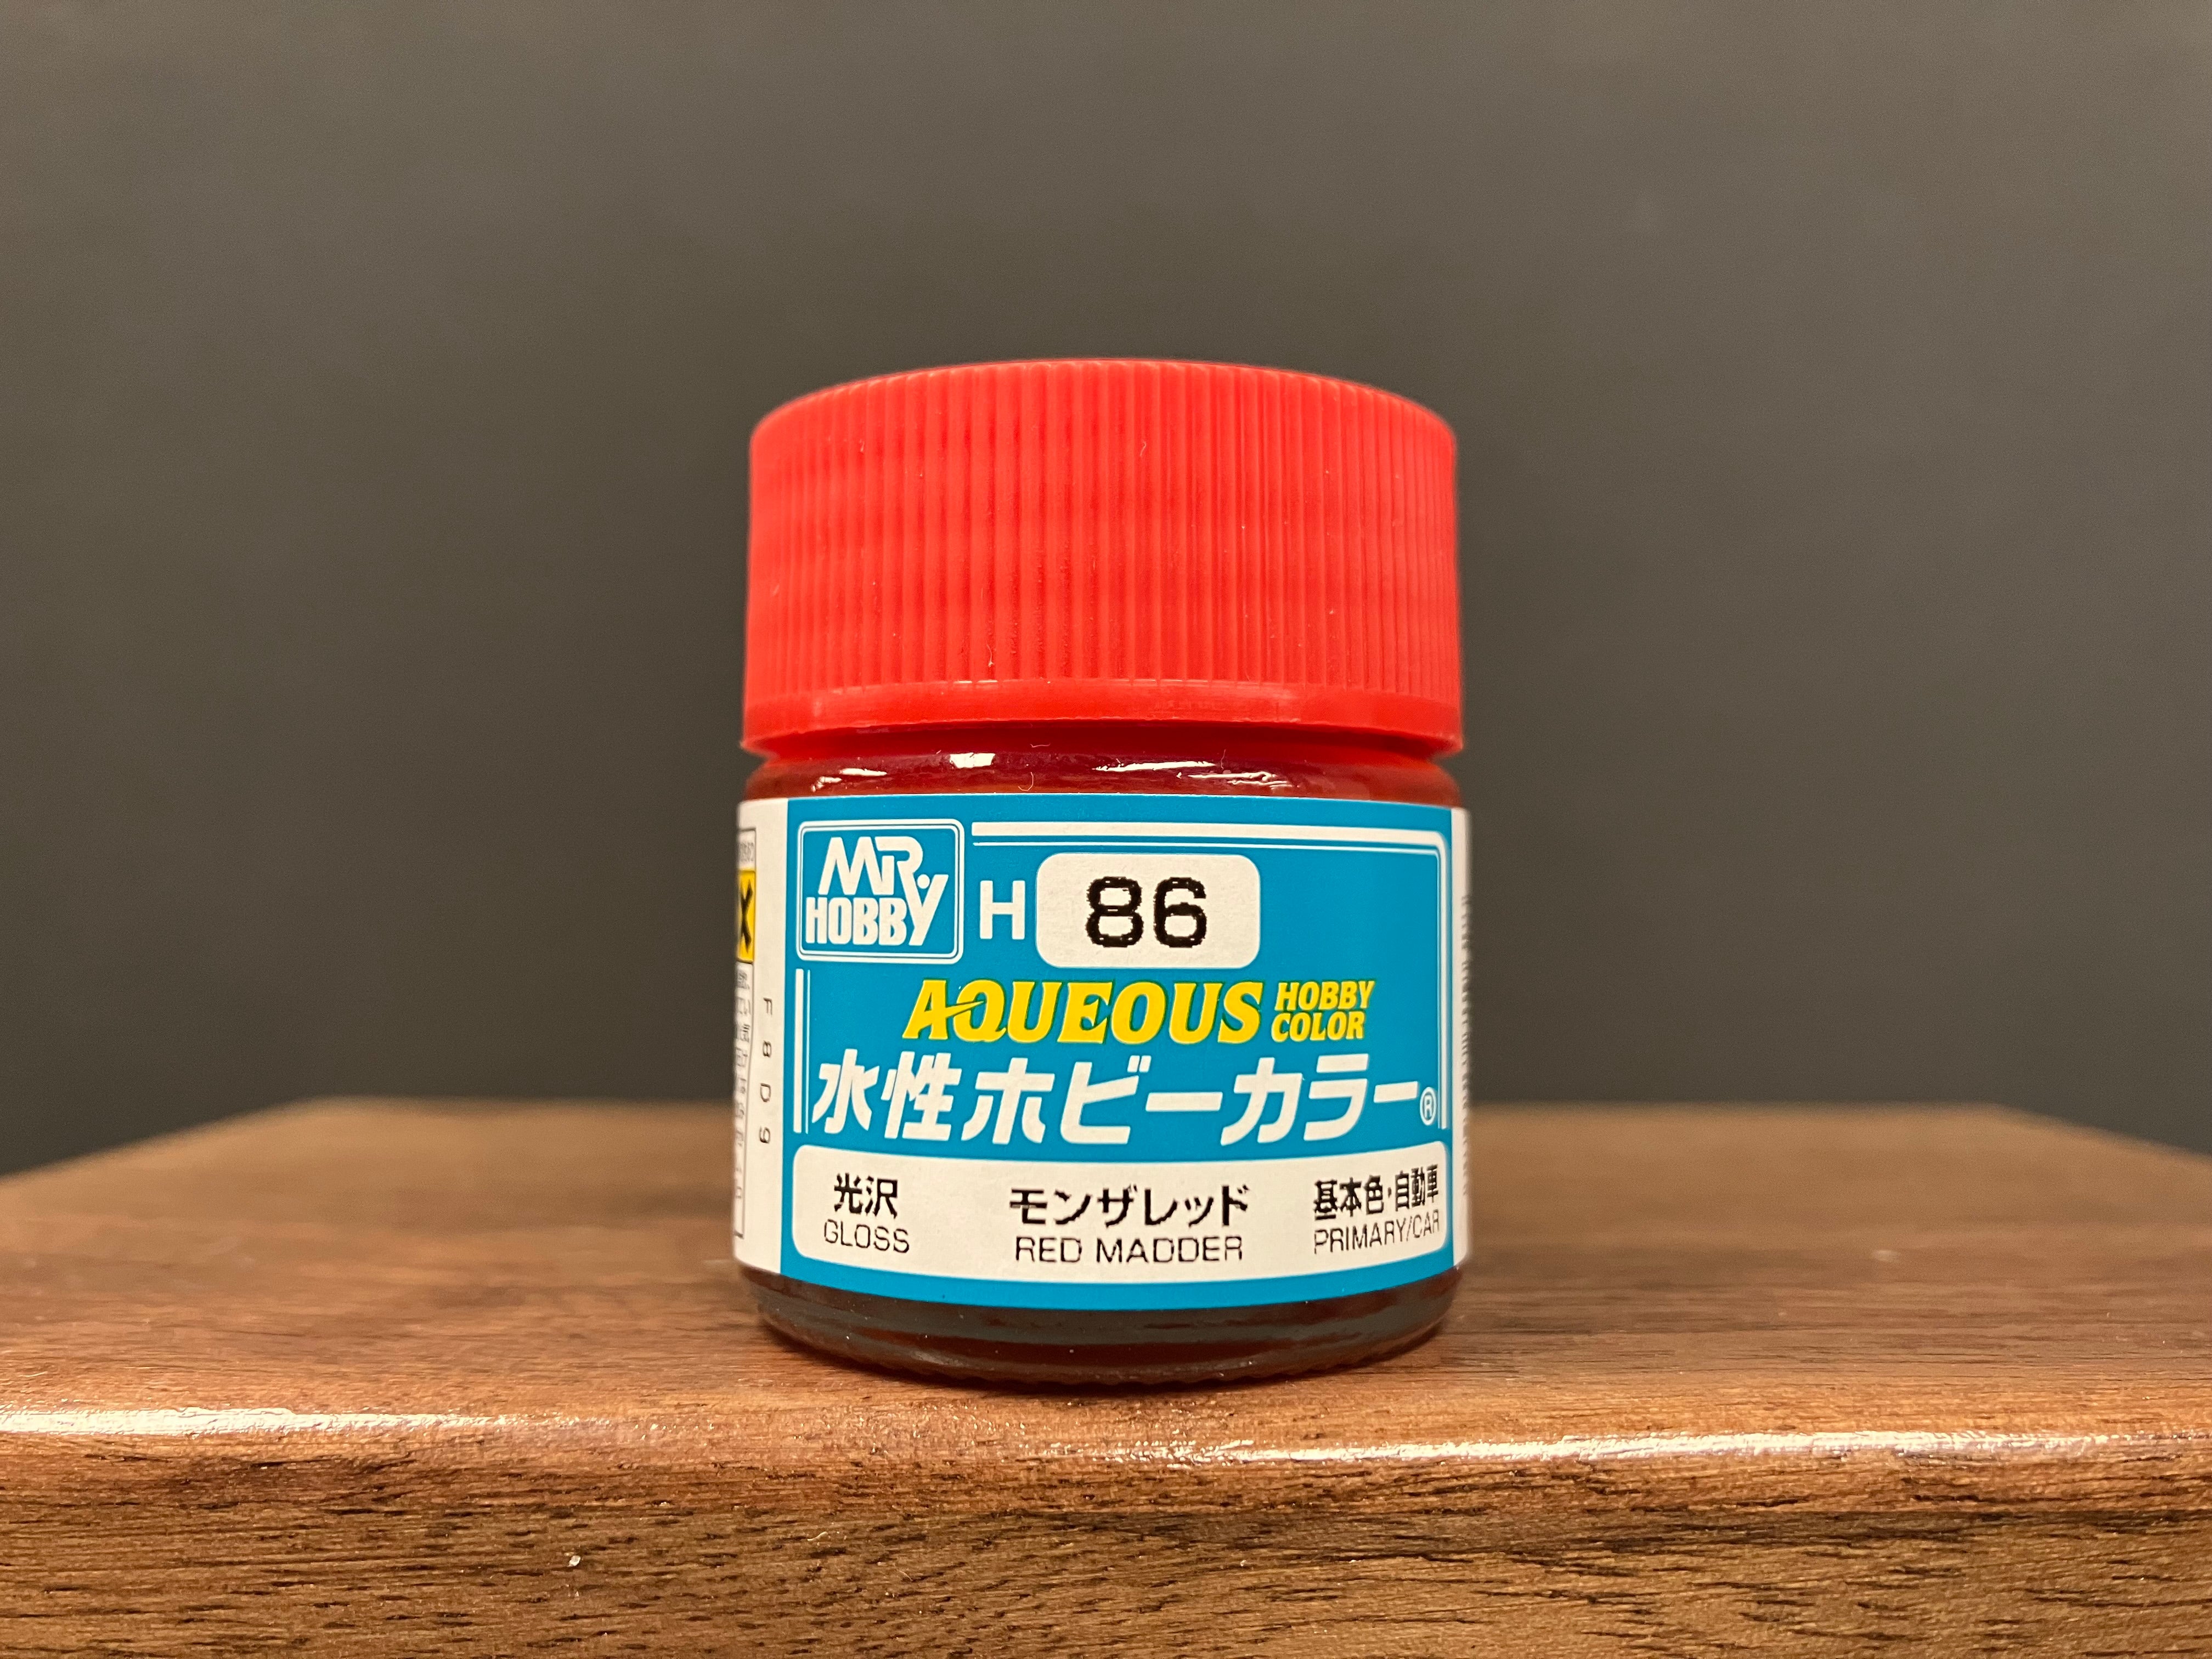 MR.
HOBBY
H 86
AQUEOUS HOBBY COLOR
水性ホビーカラー®
光沢 モンザレッド 基本色・自動車
GLOSS RED MADDER PRIMARY/CAR
F8D9